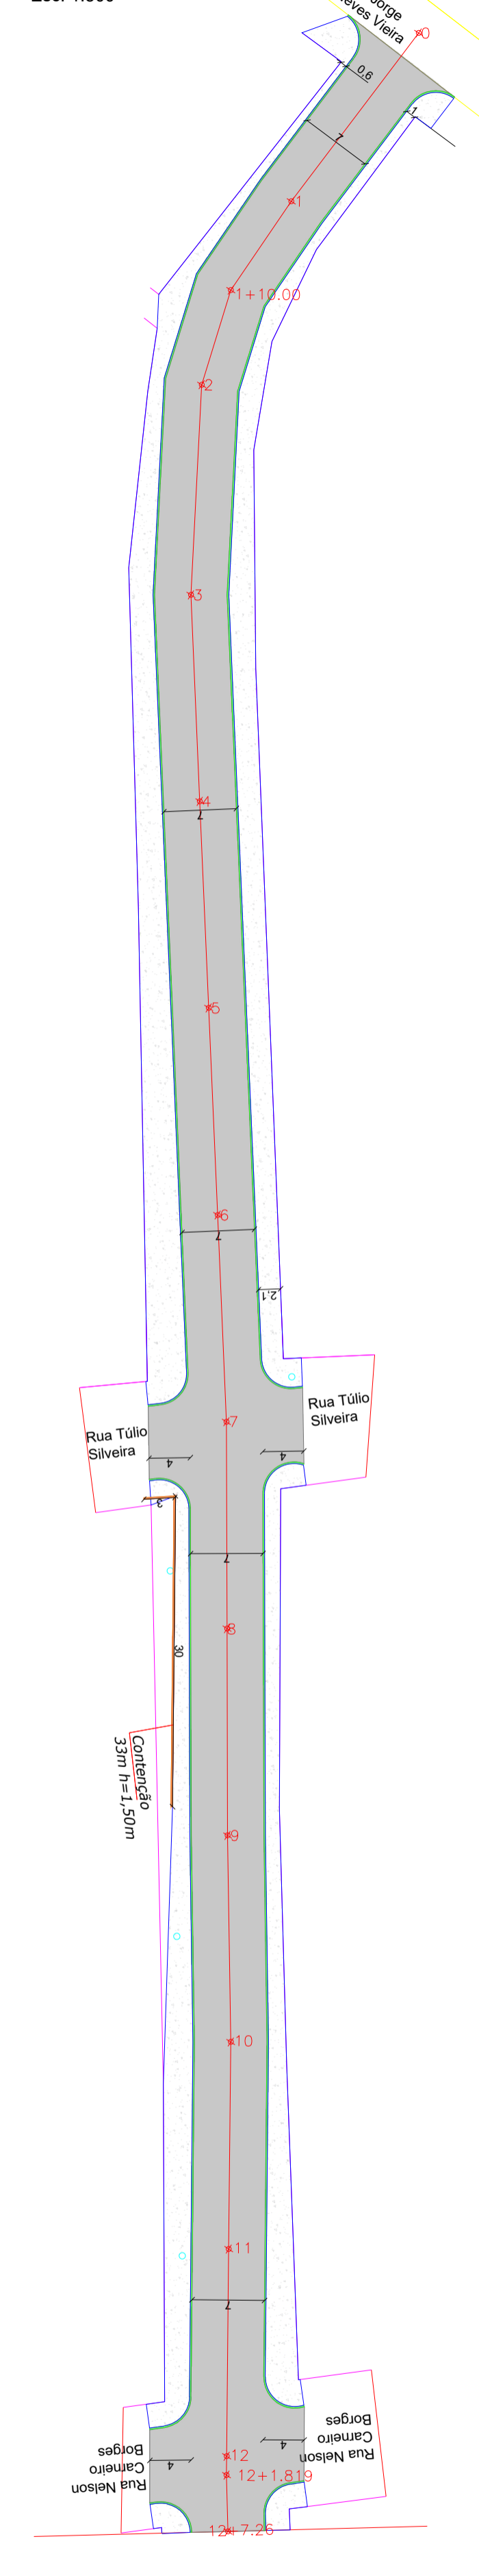 orge
eves Vieira
0
0.6
1
7
1
1+10.00
2
3
4
7
5
6
7
2.1
Rua Túlio
Silveira
Rua Túlio
Silveira
7
4
4
3
7
8
30
Contenção
33m h=1,50m
9
10
11
7
Rua Nelson
Carneiro
Borges
4
Rua Nelson
Carneiro
Borges
4
12
12+1.819
12+7.26